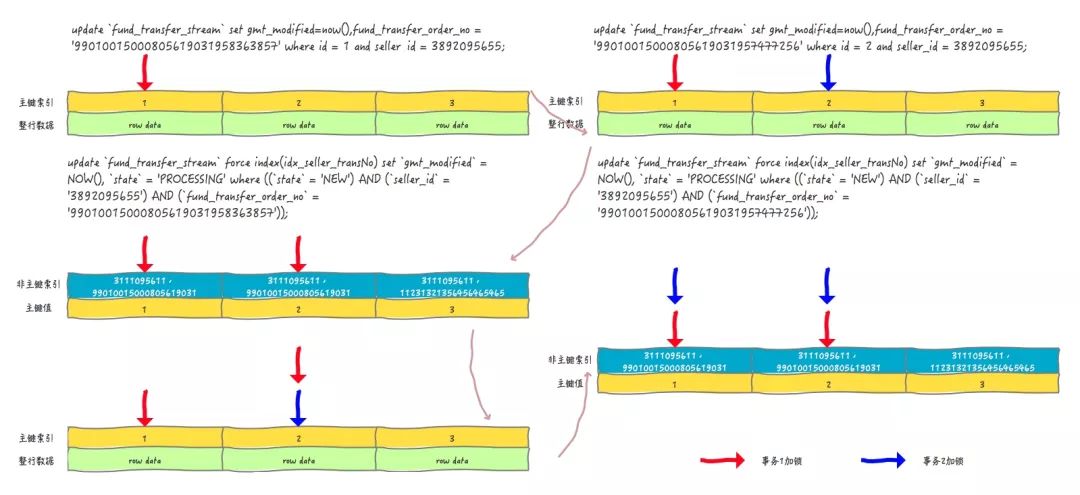 update `fund_transfer_stream` set gmt_modified=now(),fund_transfer_order_no =
'99010015000805619031958363857' where id = 1 and seller_id = 3892095655;
主键索引 1 2 3
整行数据 row data row data row data
update `fund_transfer_stream` set gmt_modified=now(),fund_transfer_order_no =
'99010015000805619031957477256' where id = 2 and seller_id = 3892095655;
主键索引 1 2 3
整行数据 row data row data row data
update `fund_transfer_stream` force index(idx_seller_transNo) set `gmt_modified` =
NOW(), `state` = 'PROCESSING' where ((`state` = 'NEW') AND (`seller_id` =
'3892095655') AND (`fund_transfer_order_no` =
'99010015000805619031958363857'));
非主键索引
3111095611, 3111095611, 3111095611,
99010015000805619031 99010015000805619031 11231321356456465465
主键值 1 2 3
主键索引 1 2 3
整行数据 row data row data row data
update `fund_transfer_stream` force index(idx_seller_transNo) set `gmt_modified` =
NOW(), `state` = 'PROCESSING' where ((`state` = 'NEW') AND (`seller_id` =
'3892095655') AND (`fund_transfer_order_no` =
'99010015000805619031957477256'));
非主键索引
3111095611, 3111095611, 3111095611,
99010015000805619031 99010015000805619031 11231321356456465465
主键值 1 2 3
事务1加锁 事务2加锁